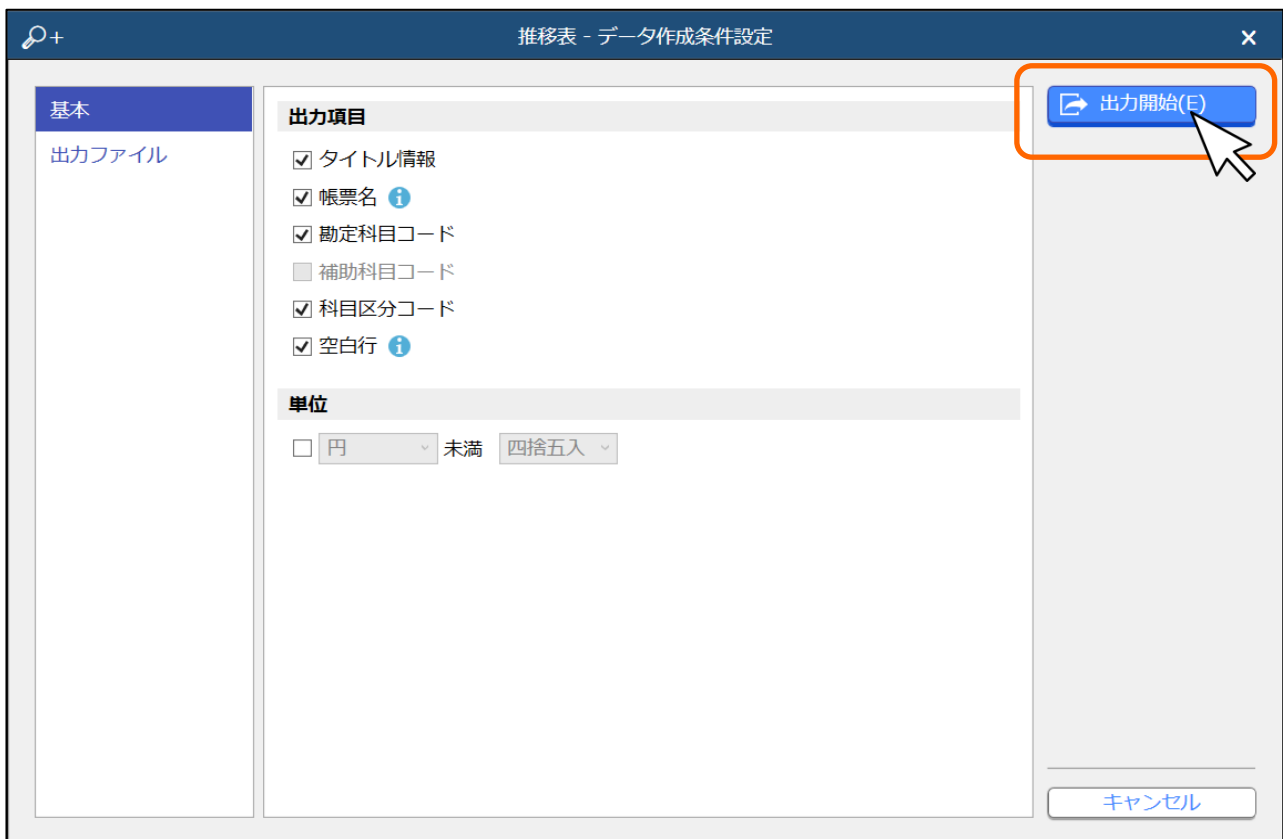 推移表 - データ作成条件設定
基本
出力ファイル
出力項目
タイトル情報
帳票名
勘定科目コード
補助科目コード
科目区分コード
空白行
単位
円 未満 四捨五入
出力開始(E)
キャンセル